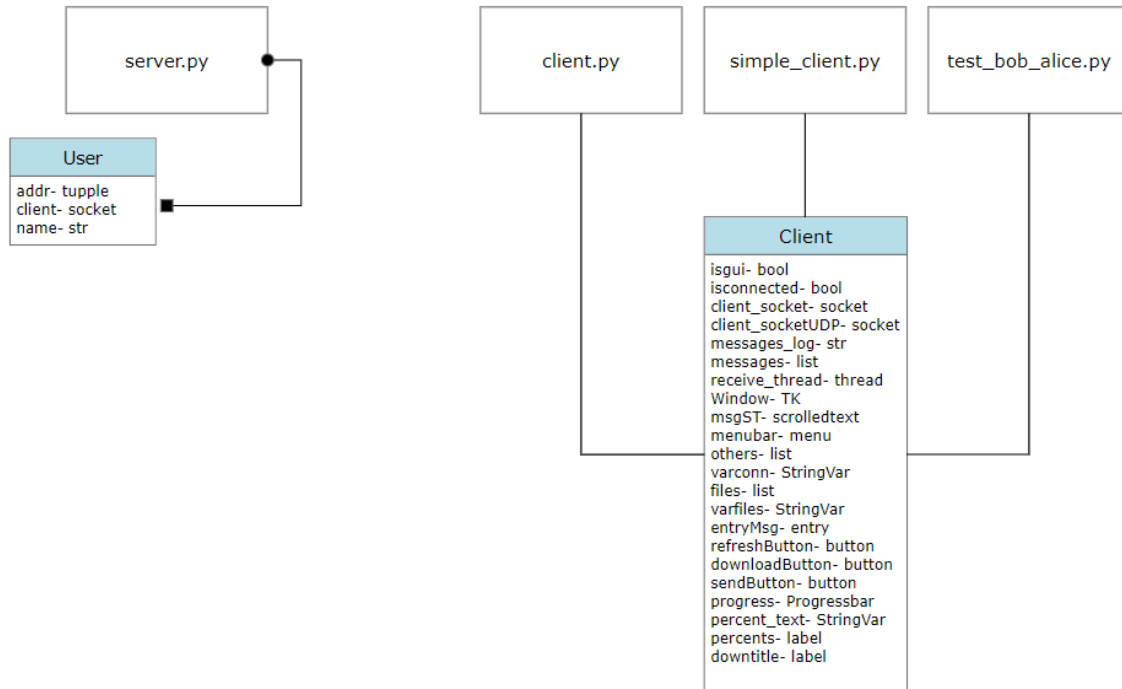 server.py
client.py
simple_client.py
test_bob_alice.py
User
addr- tupple
client- socket
name- str
Client
isgui- bool
isconnected- bool
client_socket- socket
client_socketUDP- socket
messages_log- str
messages- list
receive_thread- thread
Window- TK
msgST- scrolledtext
menubar- menu
others- list
varconn- StringVar
files- list
varfiles- StringVar
entryMsg- entry
refreshButton- button
downloadButton- button
sendButton- button
progress- Progressbar
percent_text- StringVar
percents- label
downtitle- label